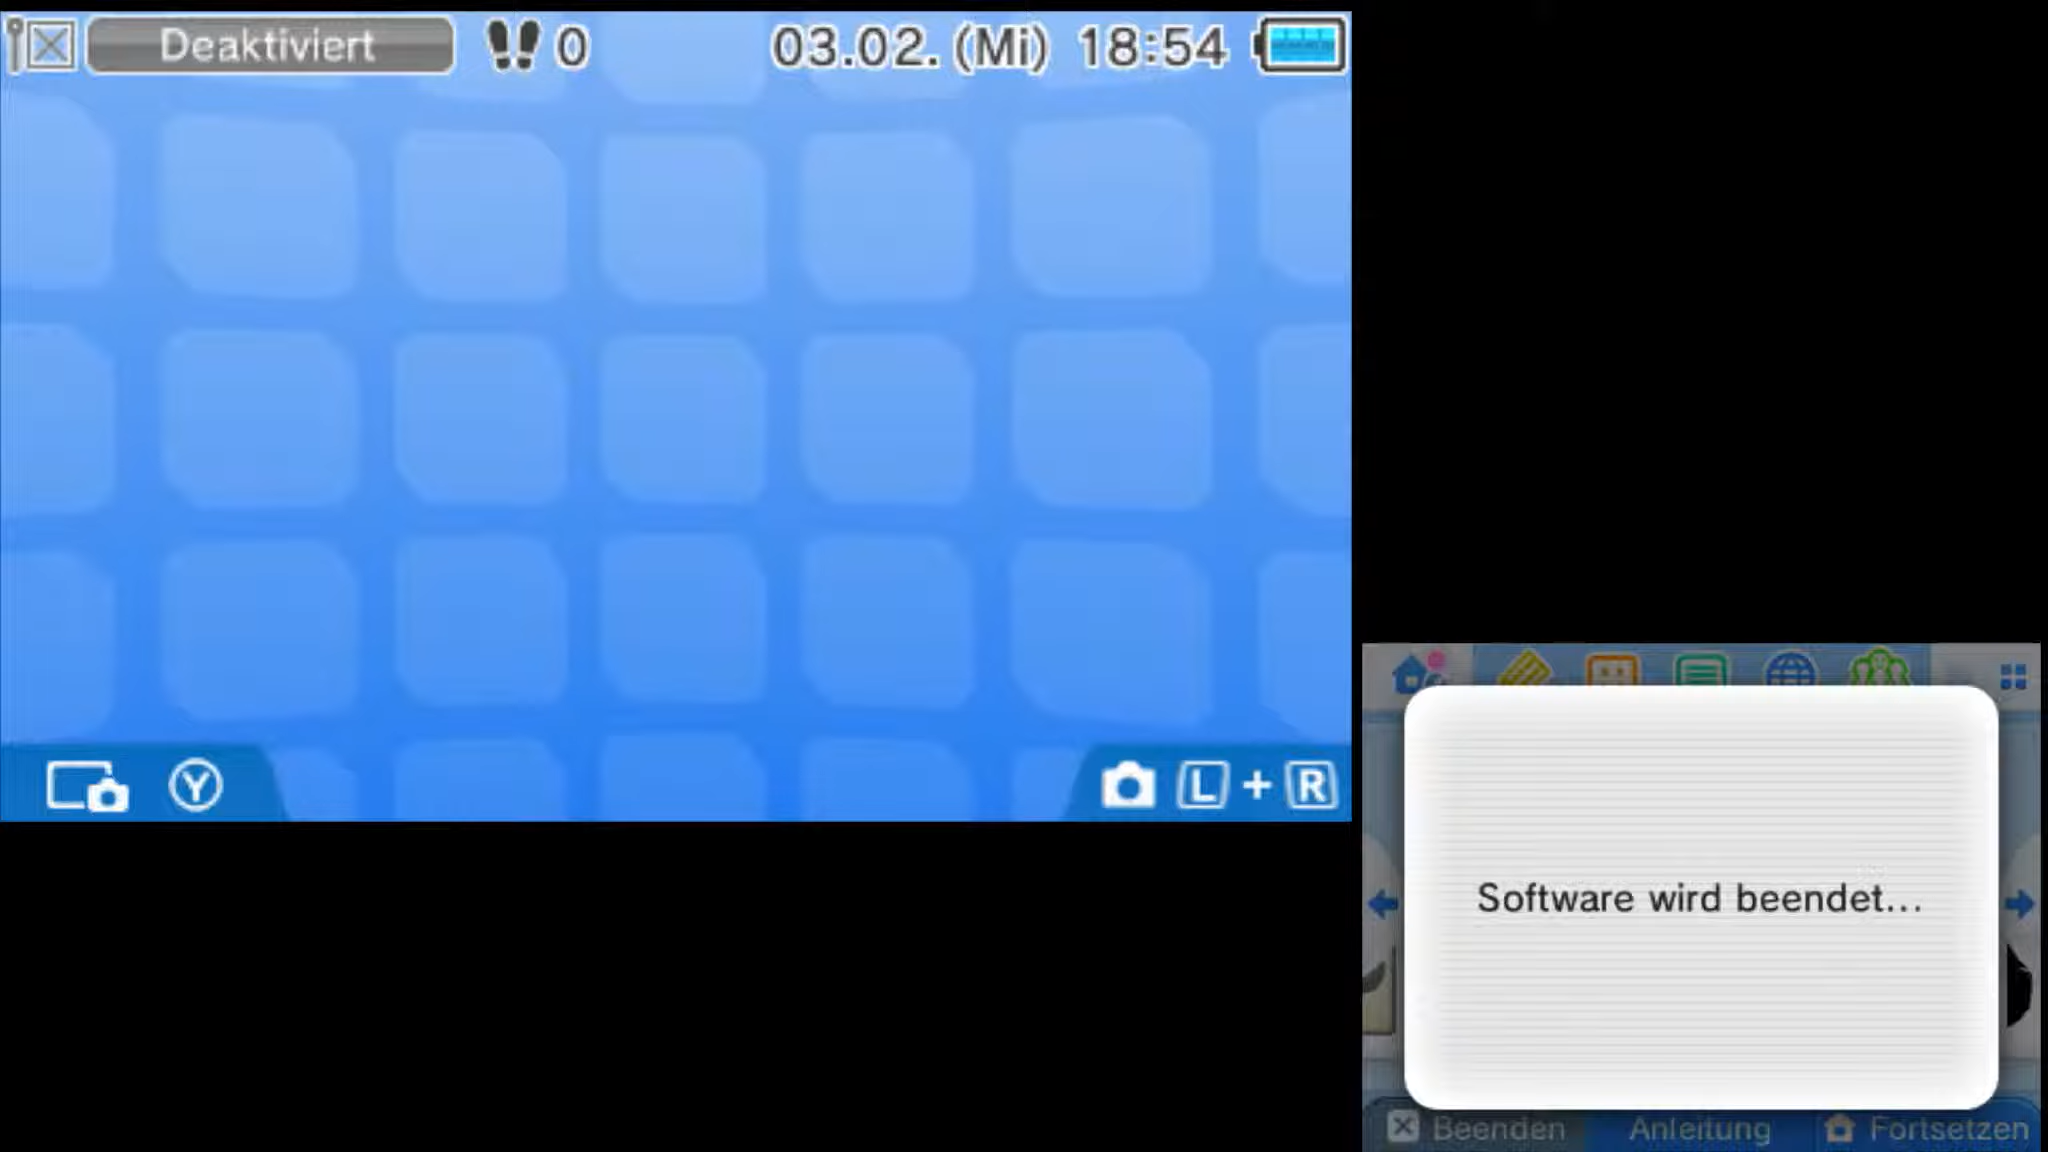 Deaktiviert 0 03.02. (Mi) 18:54
Y L + R
Software wird beendet...
Beenden Anleitung Fortsetzen